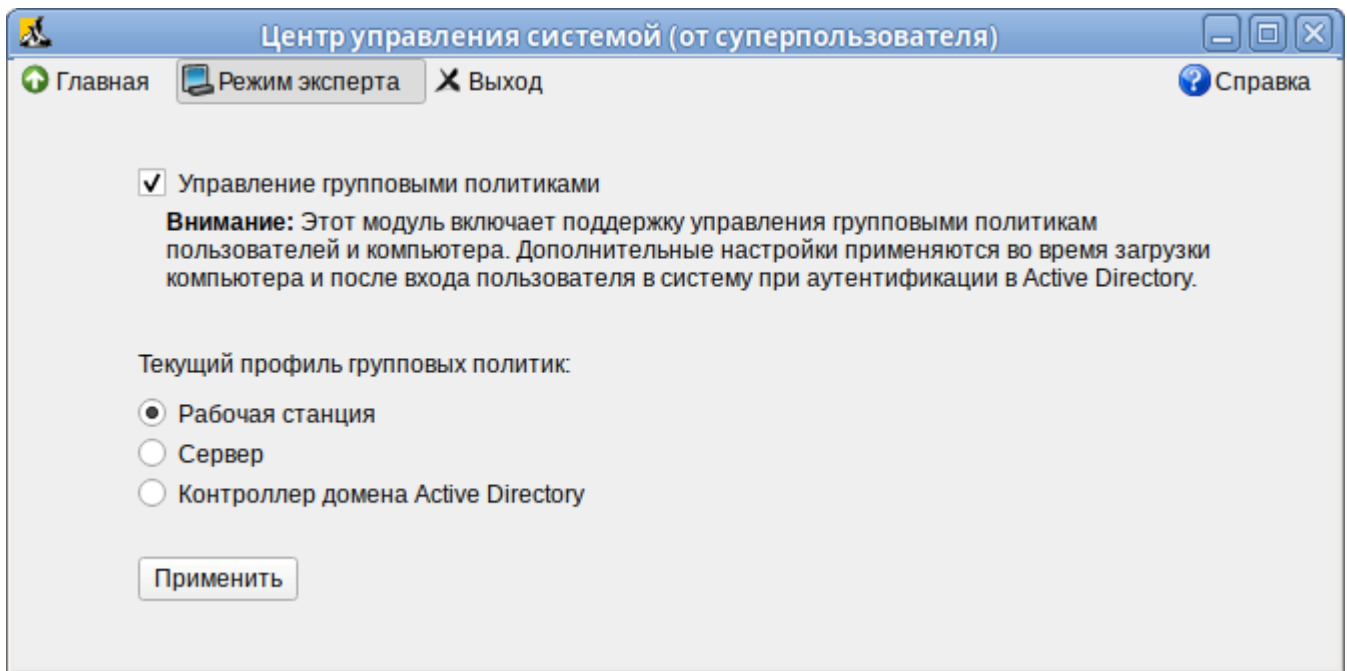 Центр управления системой (от суперпользователя)
Главная Режим эксперта Выход Справка
Управление групповыми политиками
Внимание: Этот модуль включает поддержку управления групповыми политикам
пользователей и компьютера. Дополнительные настройки применяются во время загрузки
компьютера и после входа пользователя в систему при аутентификации в Active Directory.
Текущий профиль групповых политик:
Рабочая станция
Сервер
Контроллер домена Active Directory
Применить